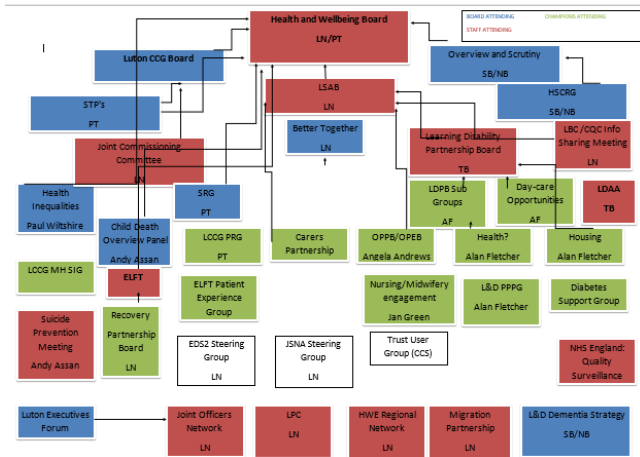 BOARD ATTENDING
CHAMPIONS ATTENDING
STAFF ATTENDING
Health and Wellbeing Board
LN/PT
Luton CCG Board
Overview and Scrutiny
SB/NB
LSAB
LN
HSCRG
SB/NB
STP's
PT
Better Together
LN
Learning Disability
Partnership Board
TB
LBC /CQC Info
Sharing Meeting
LN
Joint Commissioning
Committee
LN
Health
Inequalities
Paul Wiltshire
SRG
PT
LDPB Sub
Groups
AF
Day-care
Opportunities
AF
LDAA
TB
Child Death
Overview Panel
Andy Assan
LCCG PRG
PT
Carers
Partnership
OPPB/OPEB
Angela Andrews
Health?
Alan Fletcher
Housing
Alan Fletcher
LCCG MH SIG
ELFT
ELFT Patient
Experience
Group
Nursing/Midwifery
engagement
Jan Green
L&D PPPG
Alan Fletcher
Diabetes
Support Group
Suicide
Prevention
Meeting
Andy Assan
Recovery
Partnership
Board
LN
EDS2 Steering
Group
LN
JSNA Steering
Group
LN
Trust User
Group (CCS)
NHS England:
Quality
Surveillance
Luton Executives
Forum
Joint Officers
Network
LN
LPC
LN
HWE Regional
Network
LN
Migration
Partnership
LN
L&D Dementia Strategy
SB/NB